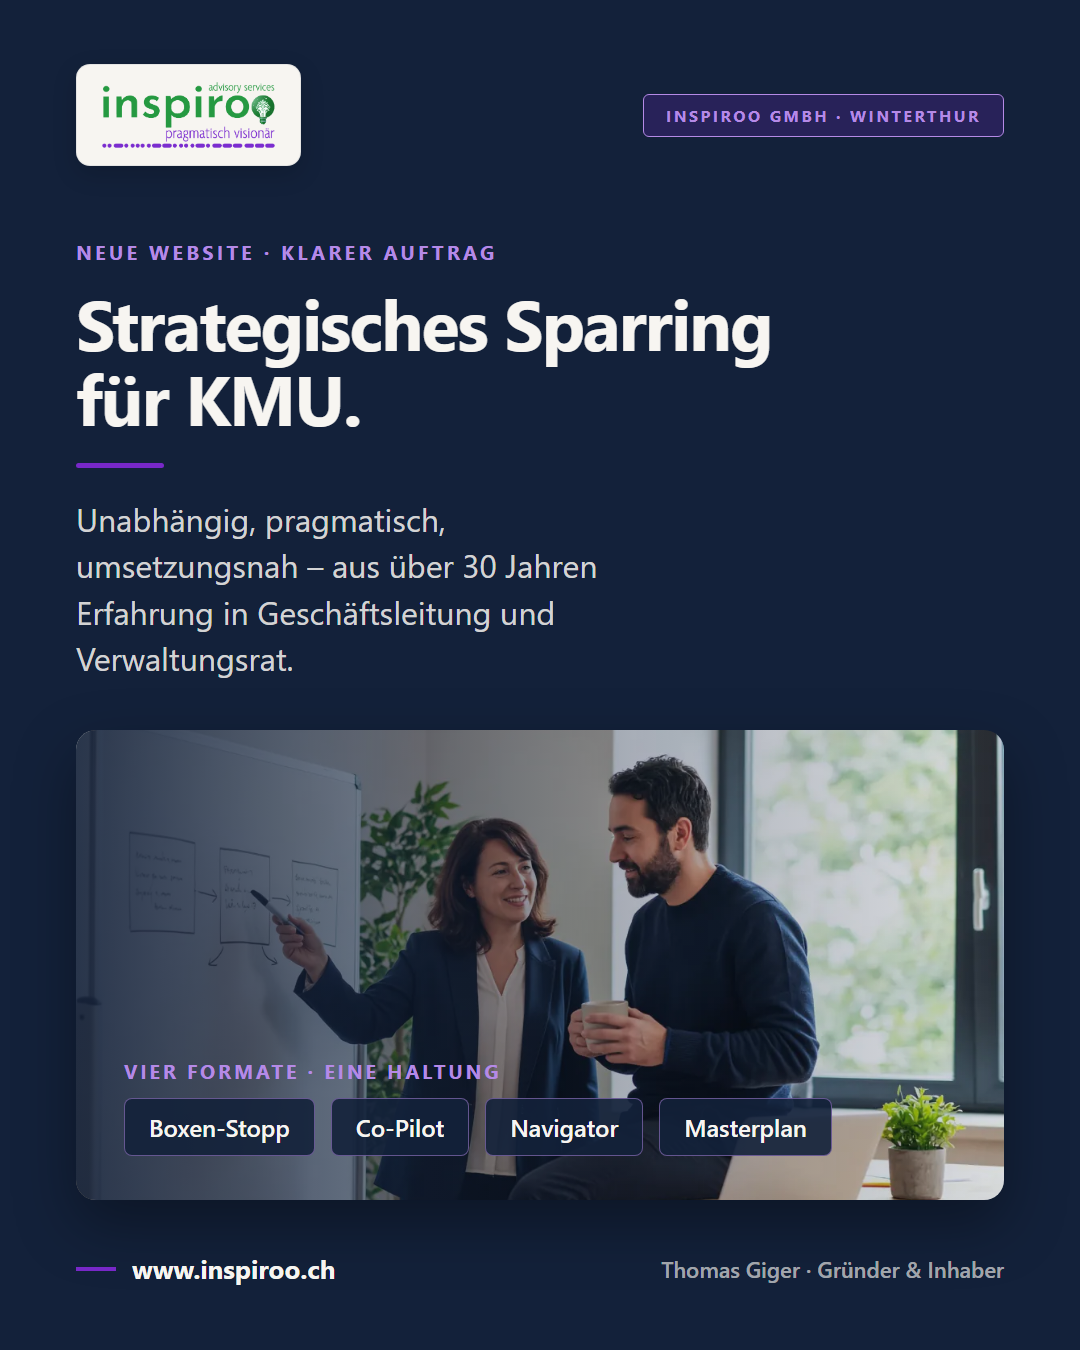 advisory services
inspiroo
pragmatisch visionär
INSPIROO GMBH · WINTERTHUR
NEUE WEBSITE · KLARER AUFTRAG
Strategisches Sparring
für KMU.
Unabhängig, pragmatisch,
umsetzungsnah – aus über 30 Jahren
Erfahrung in Geschäftsleitung und
Verwaltungsrat.
VIER FORMATE · EINE HALTUNG
Boxen-Stopp
Co-Pilot
Navigator
Masterplan
www.inspiroo.ch
Thomas Giger · Gründer & Inhaber